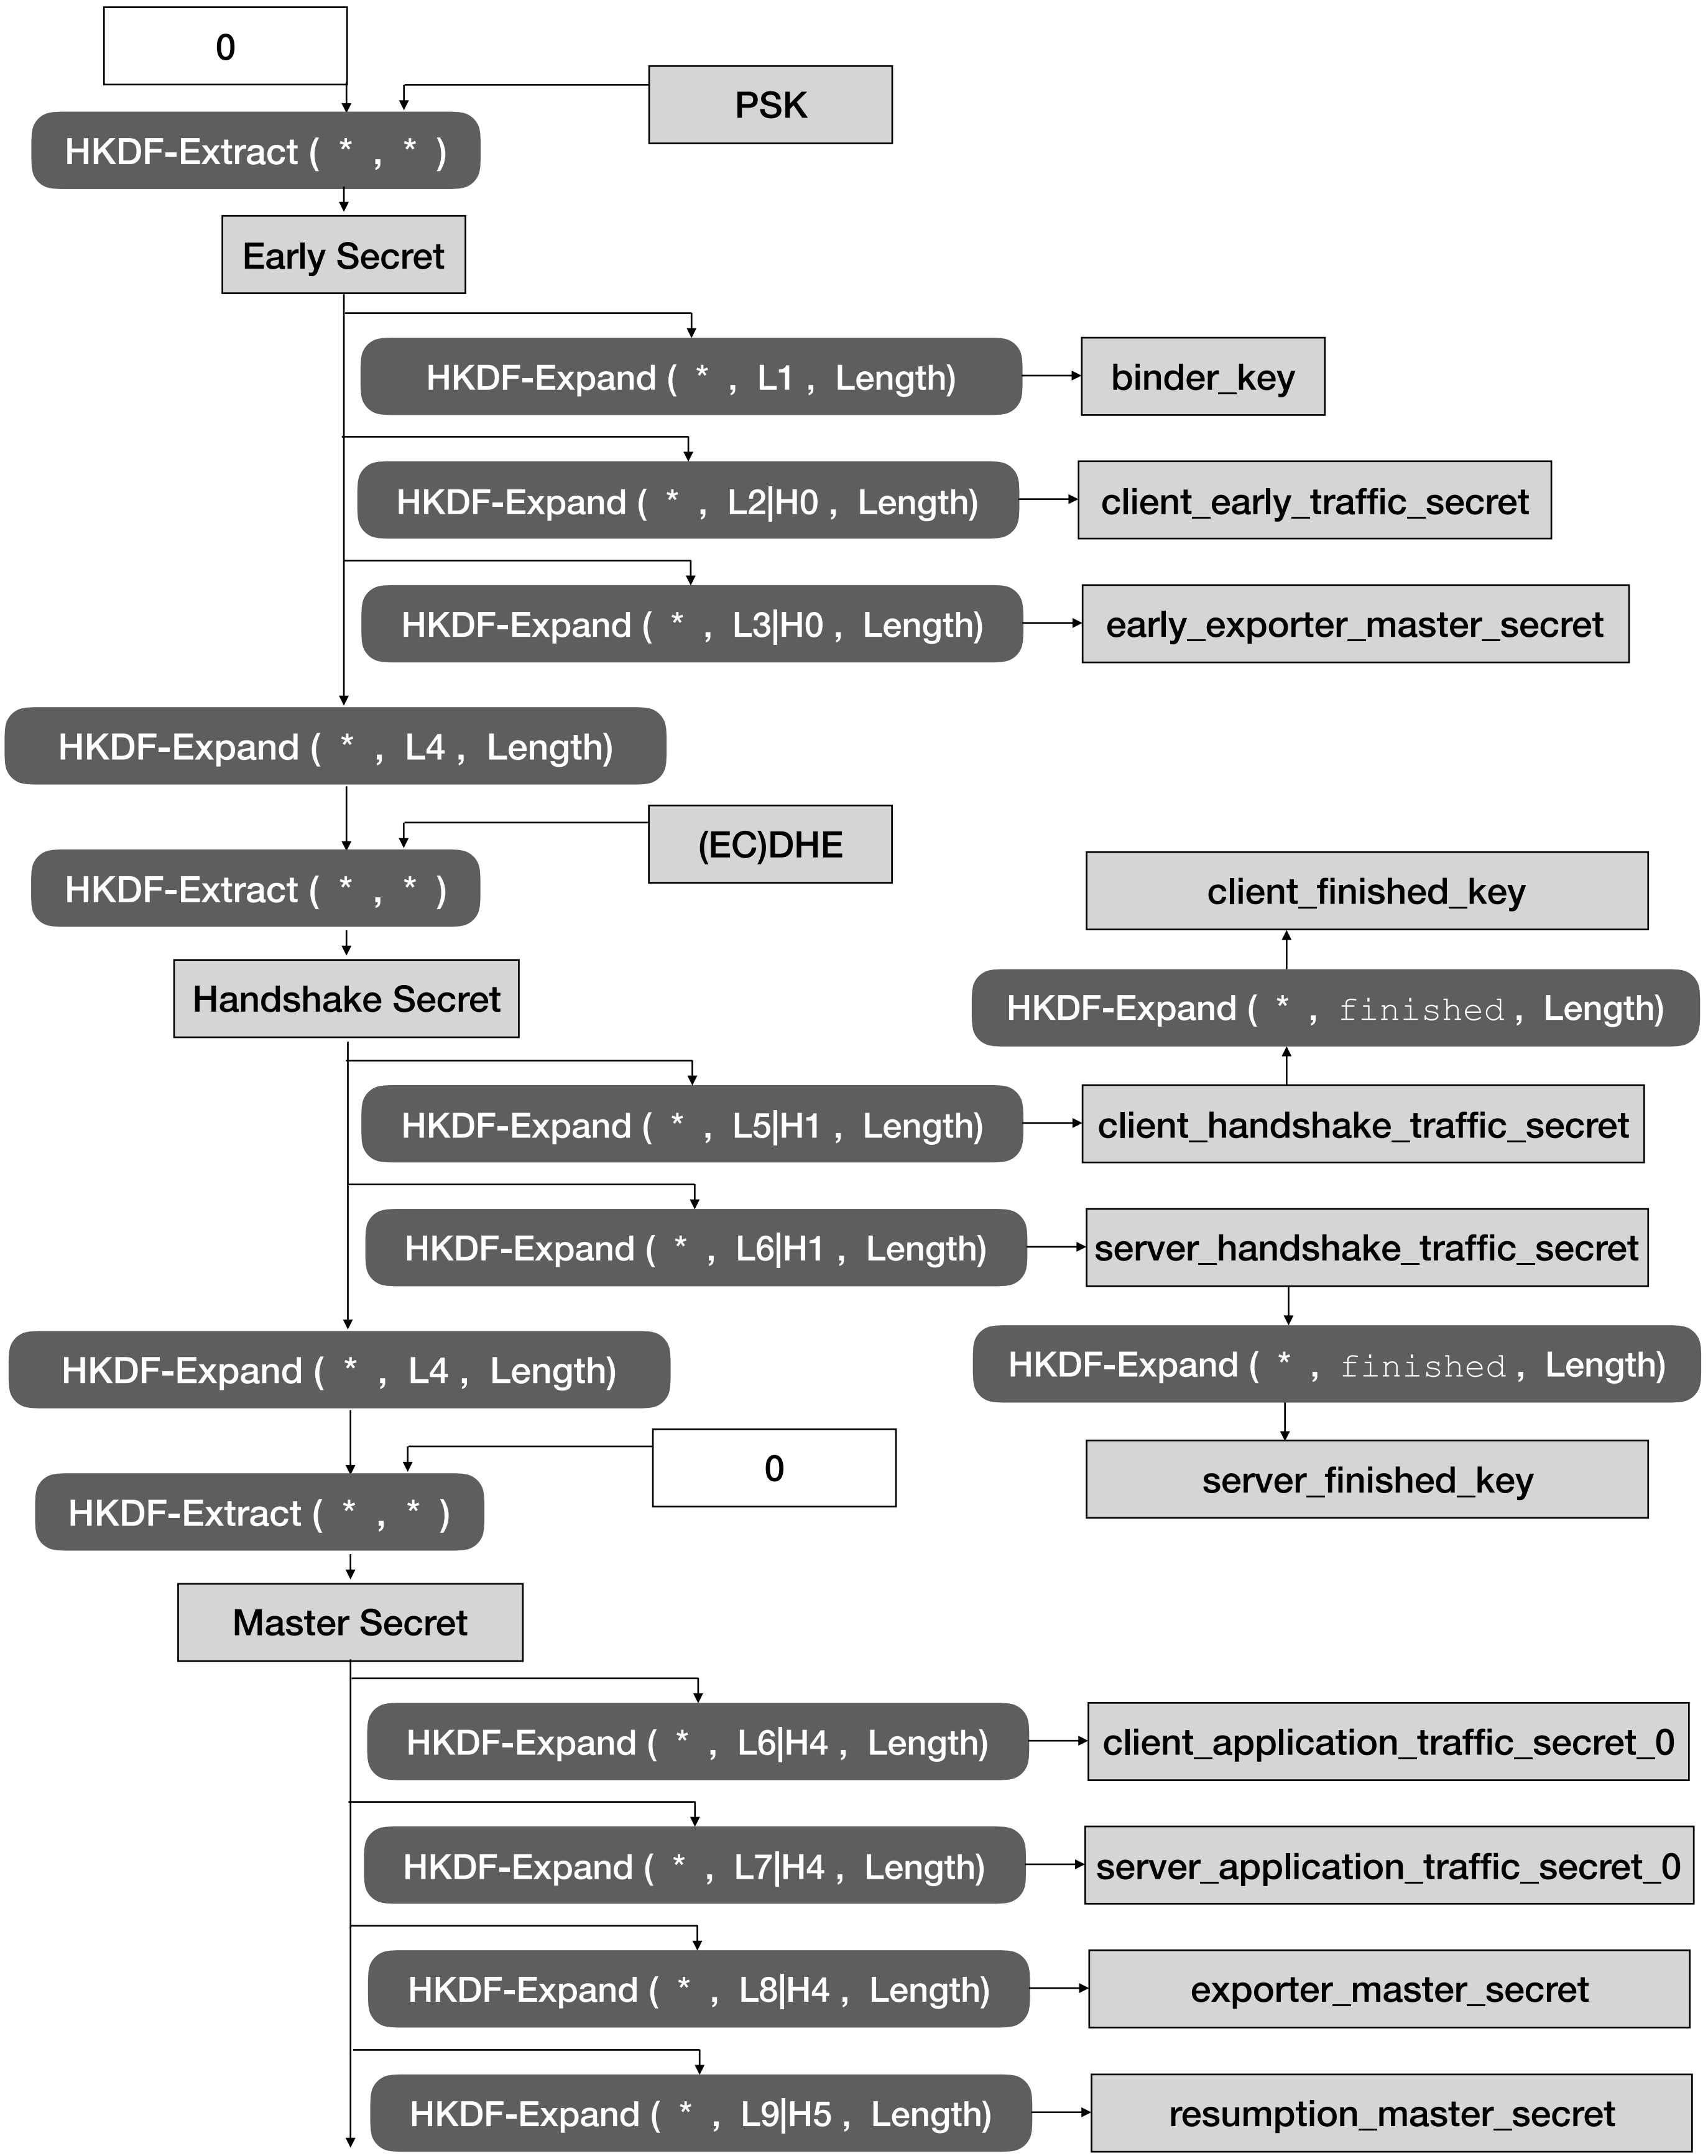 0
PSK
HKDF-Extract ( * , * )
Early Secret
HKDF-Expand ( * , L1 , Length)
binder_key
HKDF-Expand ( * , L2|H0 , Length)
client_early_traffic_secret
HKDF-Expand ( * , L3|H0 , Length)
early_exporter_master_secret
HKDF-Expand ( * , L4 , Length)
(EC)DHE
HKDF-Extract ( * , * )
client_finished_key
Handshake Secret
HKDF-Expand ( * , finished , Length)
HKDF-Expand ( * , L5|H1 , Length)
client_handshake_traffic_secret
HKDF-Expand ( * , L6|H1 , Length)
server_handshake_traffic_secret
HKDF-Expand ( * , L4 , Length)
HKDF-Expand ( * , finished , Length)
0
server_finished_key
HKDF-Extract ( * , * )
Master Secret
HKDF-Expand ( * , L6|H4 , Length)
client_application_traffic_secret_0
HKDF-Expand ( * , L7|H4 , Length)
server_application_traffic_secret_0
HKDF-Expand ( * , L8|H4 , Length)
exporter_master_secret
HKDF-Expand ( * , L9|H5 , Length)
resumption_master_secret